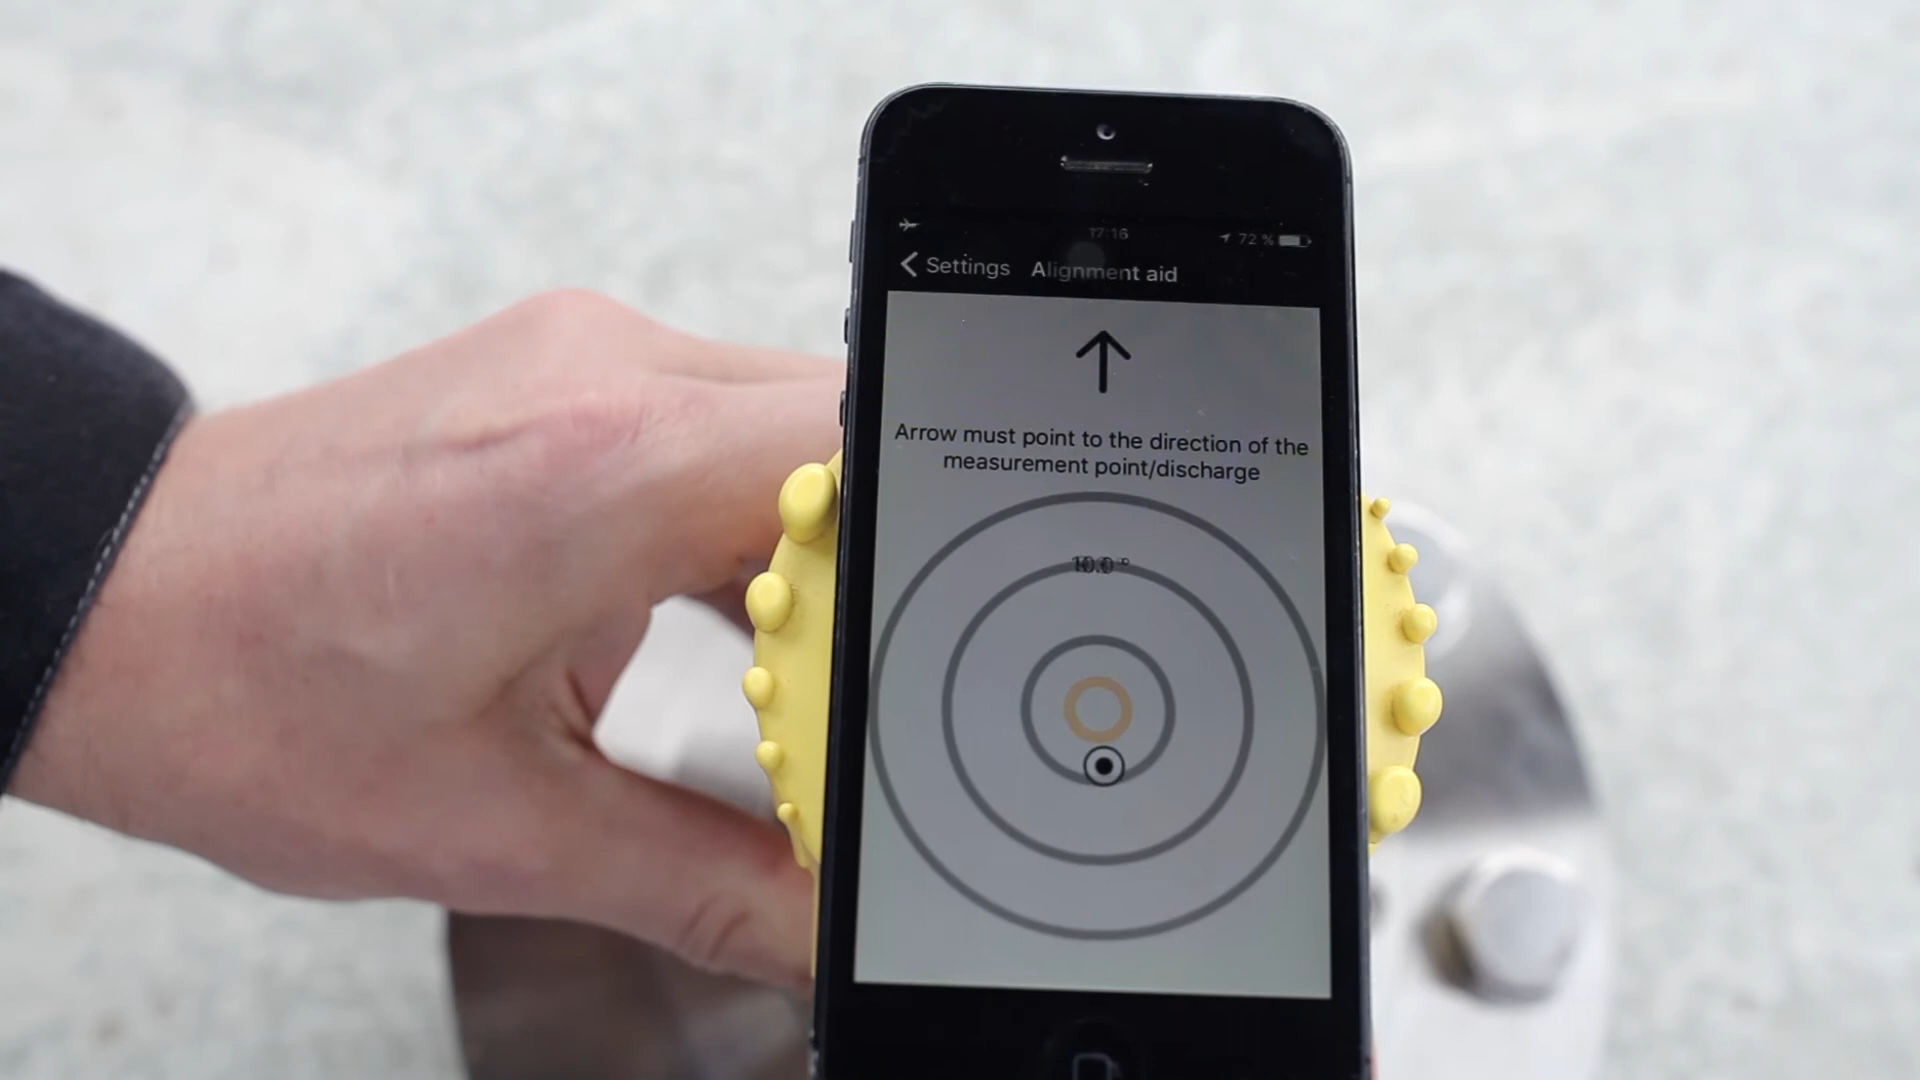 17:16
72 %
Settings
Alignment aid
Arrow must point to the direction of the
measurement point/discharge